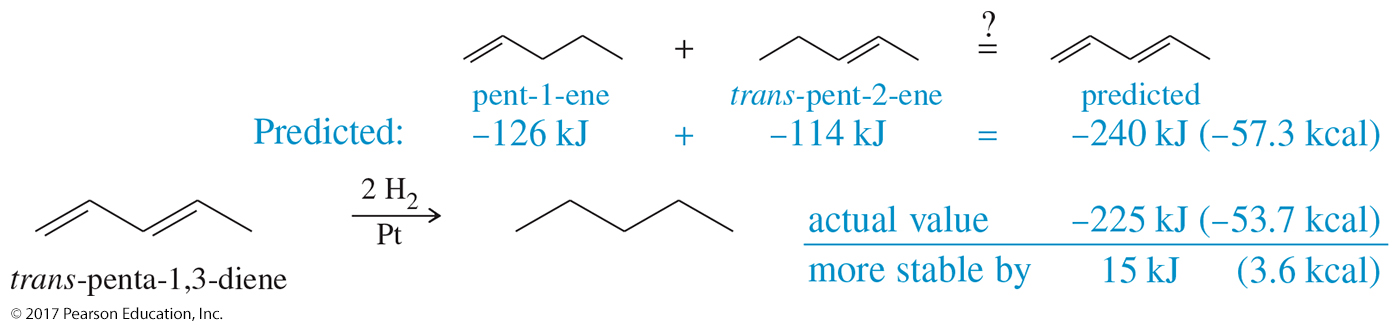 + ?
=
pent-1-ene trans-pent-2-ene predicted
Predicted: –126 kJ + –114 kJ = –240 kJ (–57.3 kcal)
2 H₂
Pt
actual value –225 kJ (–53.7 kcal)
more stable by 15 kJ (3.6 kcal)
trans-penta-1,3-diene
© 2017 Pearson Education, Inc.